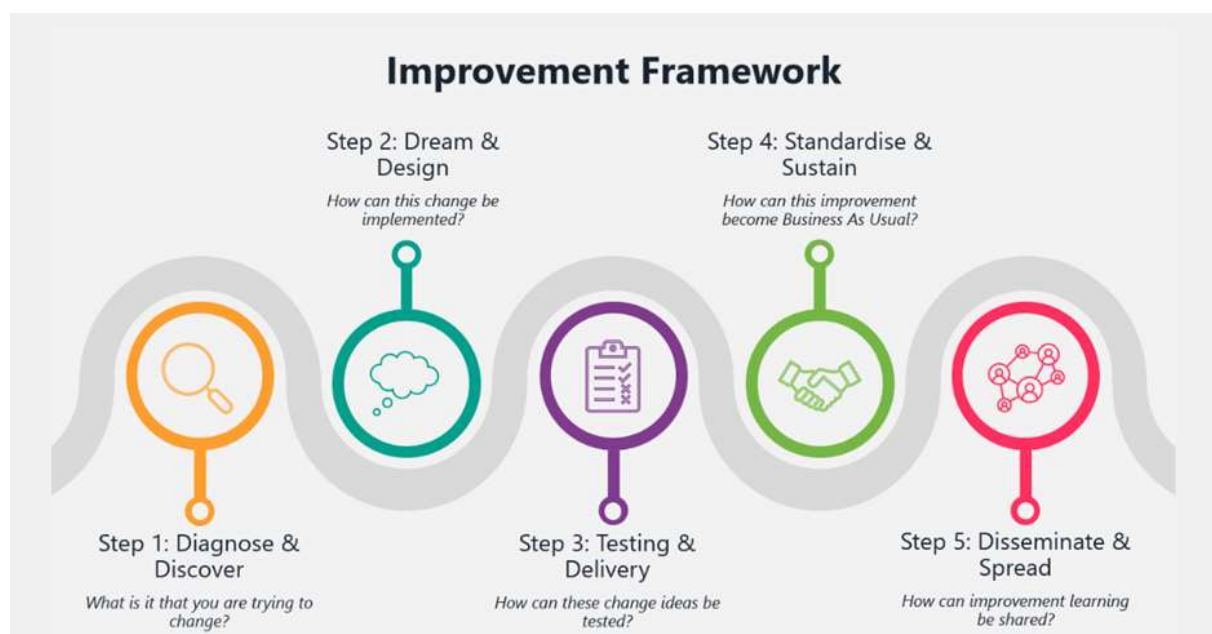 Improvement Framework
Step 1: Diagnose &
Discover
What is it that you are trying to
change?
Step 2: Dream &
Design
How can this change be
implemented?
Step 3: Testing &
Delivery
How can these change ideas be
tested?
Step 4: Standardise &
Sustain
How can this improvement
become Business As Usual?
Step 5: Disseminate &
Spread
How can improvement learning
be shared?